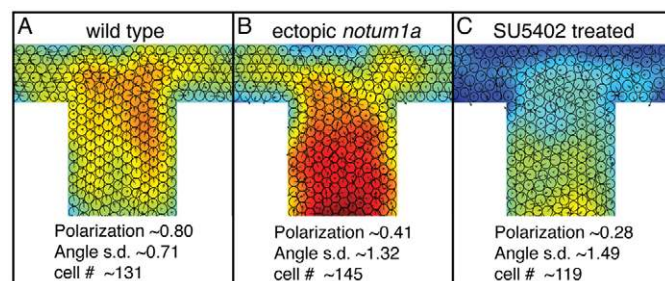 A wild type
Polarization ~0.80
Angle s.d. ~0.71
cell # ~131
B ectopic notum1a
Polarization ~0.41
Angle s.d. ~1.32
cell # ~145
C SU5402 treated
Polarization ~0.28
Angle s.d. ~1.49
cell # ~119